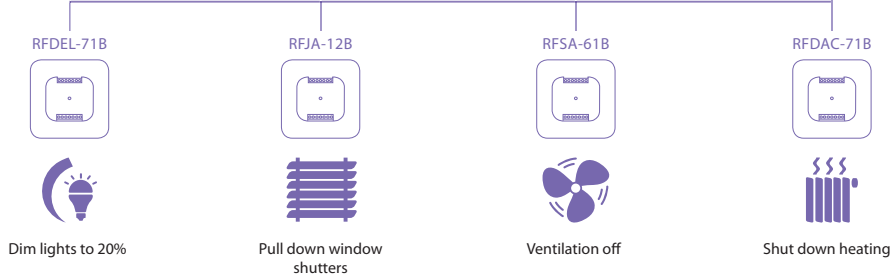 RFDEL-71B
RFJA-12B
RFSA-61B
RFDAC-71B
Dim lights to 20%
Pull down window
shutters
Ventilation off
Shut down heating